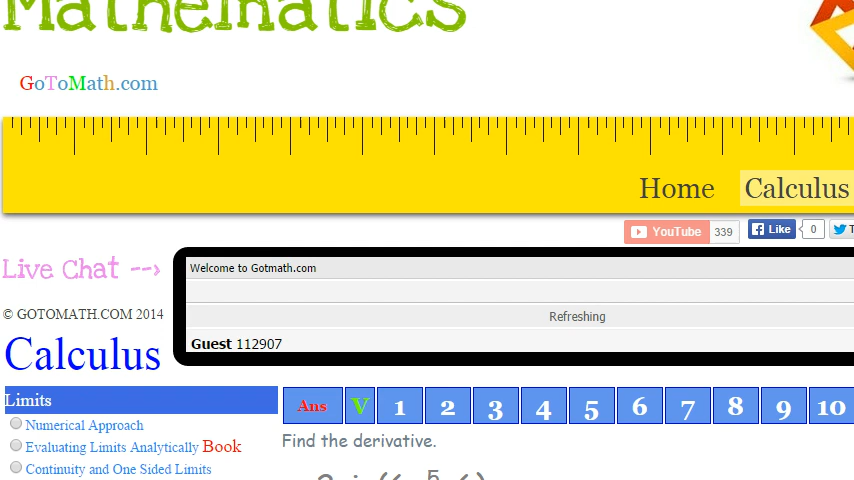 Mathematics
GoToMath.com
Home Calculus
YouTube 339 Like 0
Live Chat -->
Welcome to Gotmath.com
Refreshing
© GOTOMATH.COM 2014
Guest 112907
Calculus
Limits
Ans V 1 2 3 4 5 6 7 8 9 10
Numerical Approach
Find the derivative.
Evaluating Limits Analytically Book
Continuity and One Sided Limits